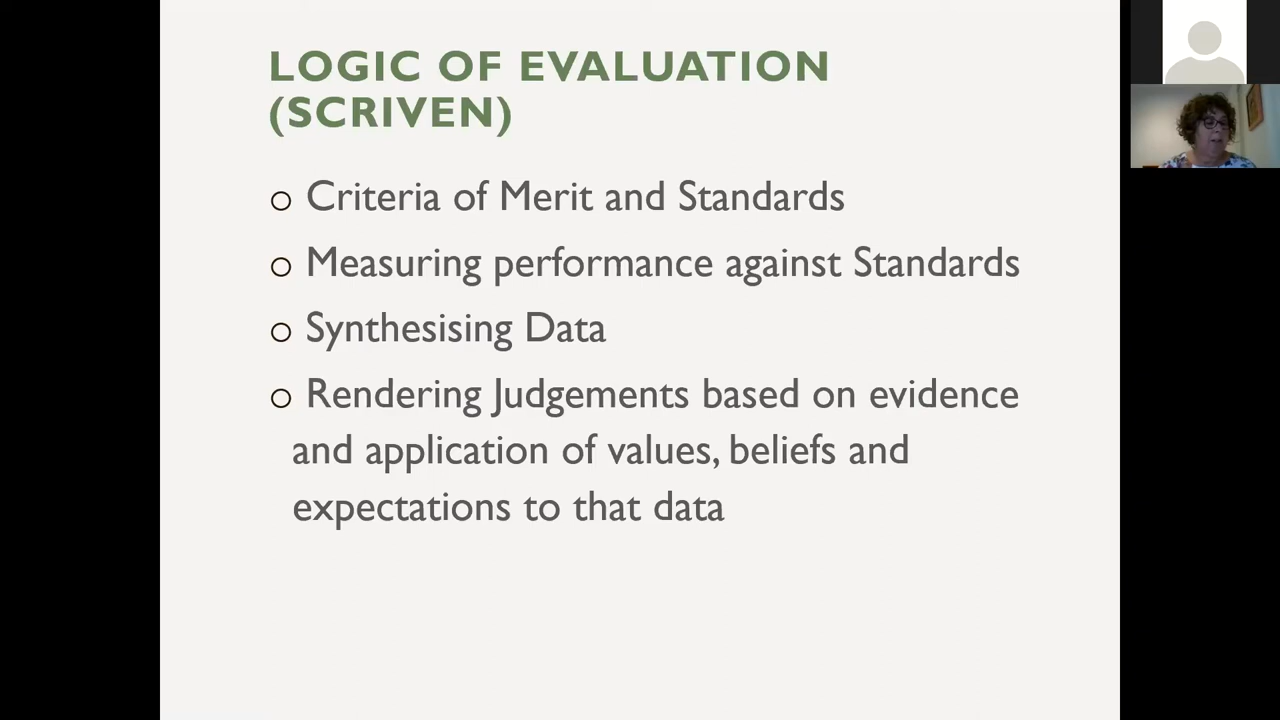 LOGIC OF EVALUATION
(SCRIVEN)
o Criteria of Merit and Standards
o Measuring performance against Standards
o Synthesising Data
o Rendering Judgements based on evidence
and application of values, beliefs and
expectations to that data